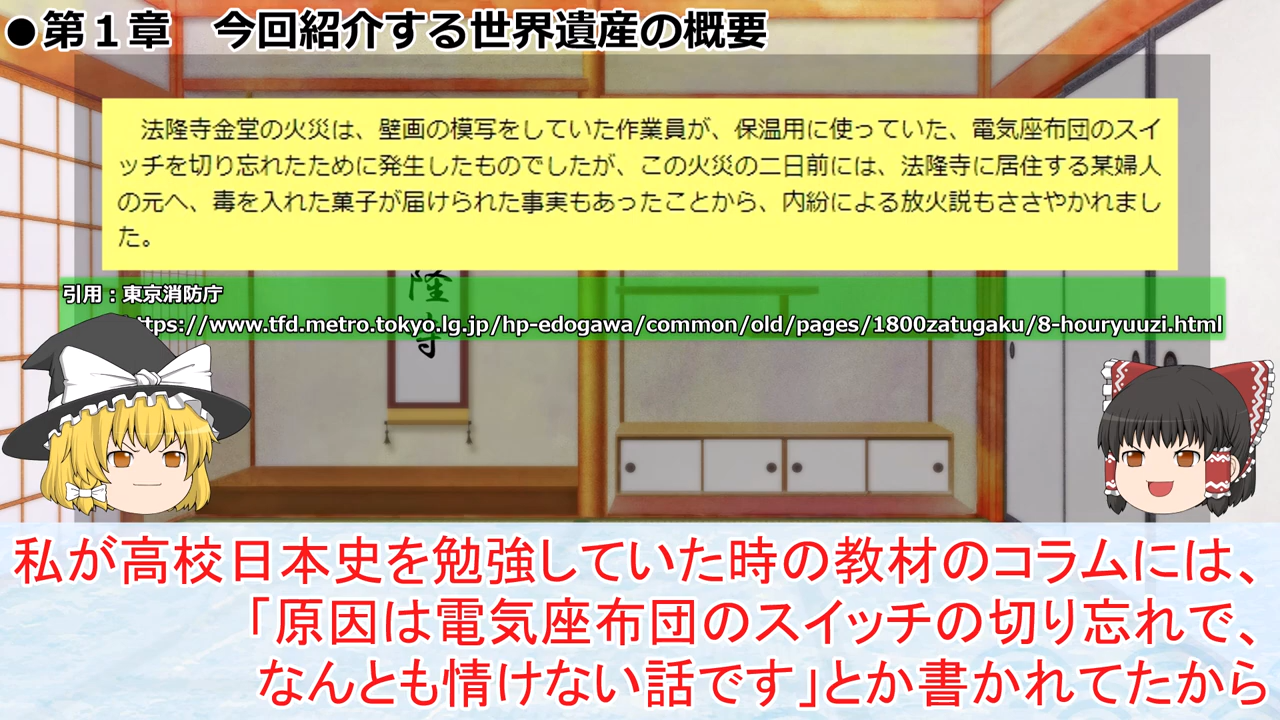 ●第１章　今回紹介する世界遺産の概要
法隆寺金堂の火災は、壁画の模写をしていた作業員が、保温用に使っていた、電気座布団のスイ
ッチを切り忘れたために発生したものでしたが、この火災の二日前には、法隆寺に居住する某婦人
の元へ、毒を入れた菓子が届けられた事実もあったことから、内紛による放火説もささやかれまし
た。
引用：東京消防庁
ttps://www.tfd.metro.tokyo.lg.jp/hp-edogawa/common/old/pages/1800zatugaku/8-houryuuzi.html
隆寺
私が高校日本史を勉強していた時の教材のコラムには、
「原因は電気座布団のスイッチの切り忘れで、
なんとも情けない話です」とか書かれてたから